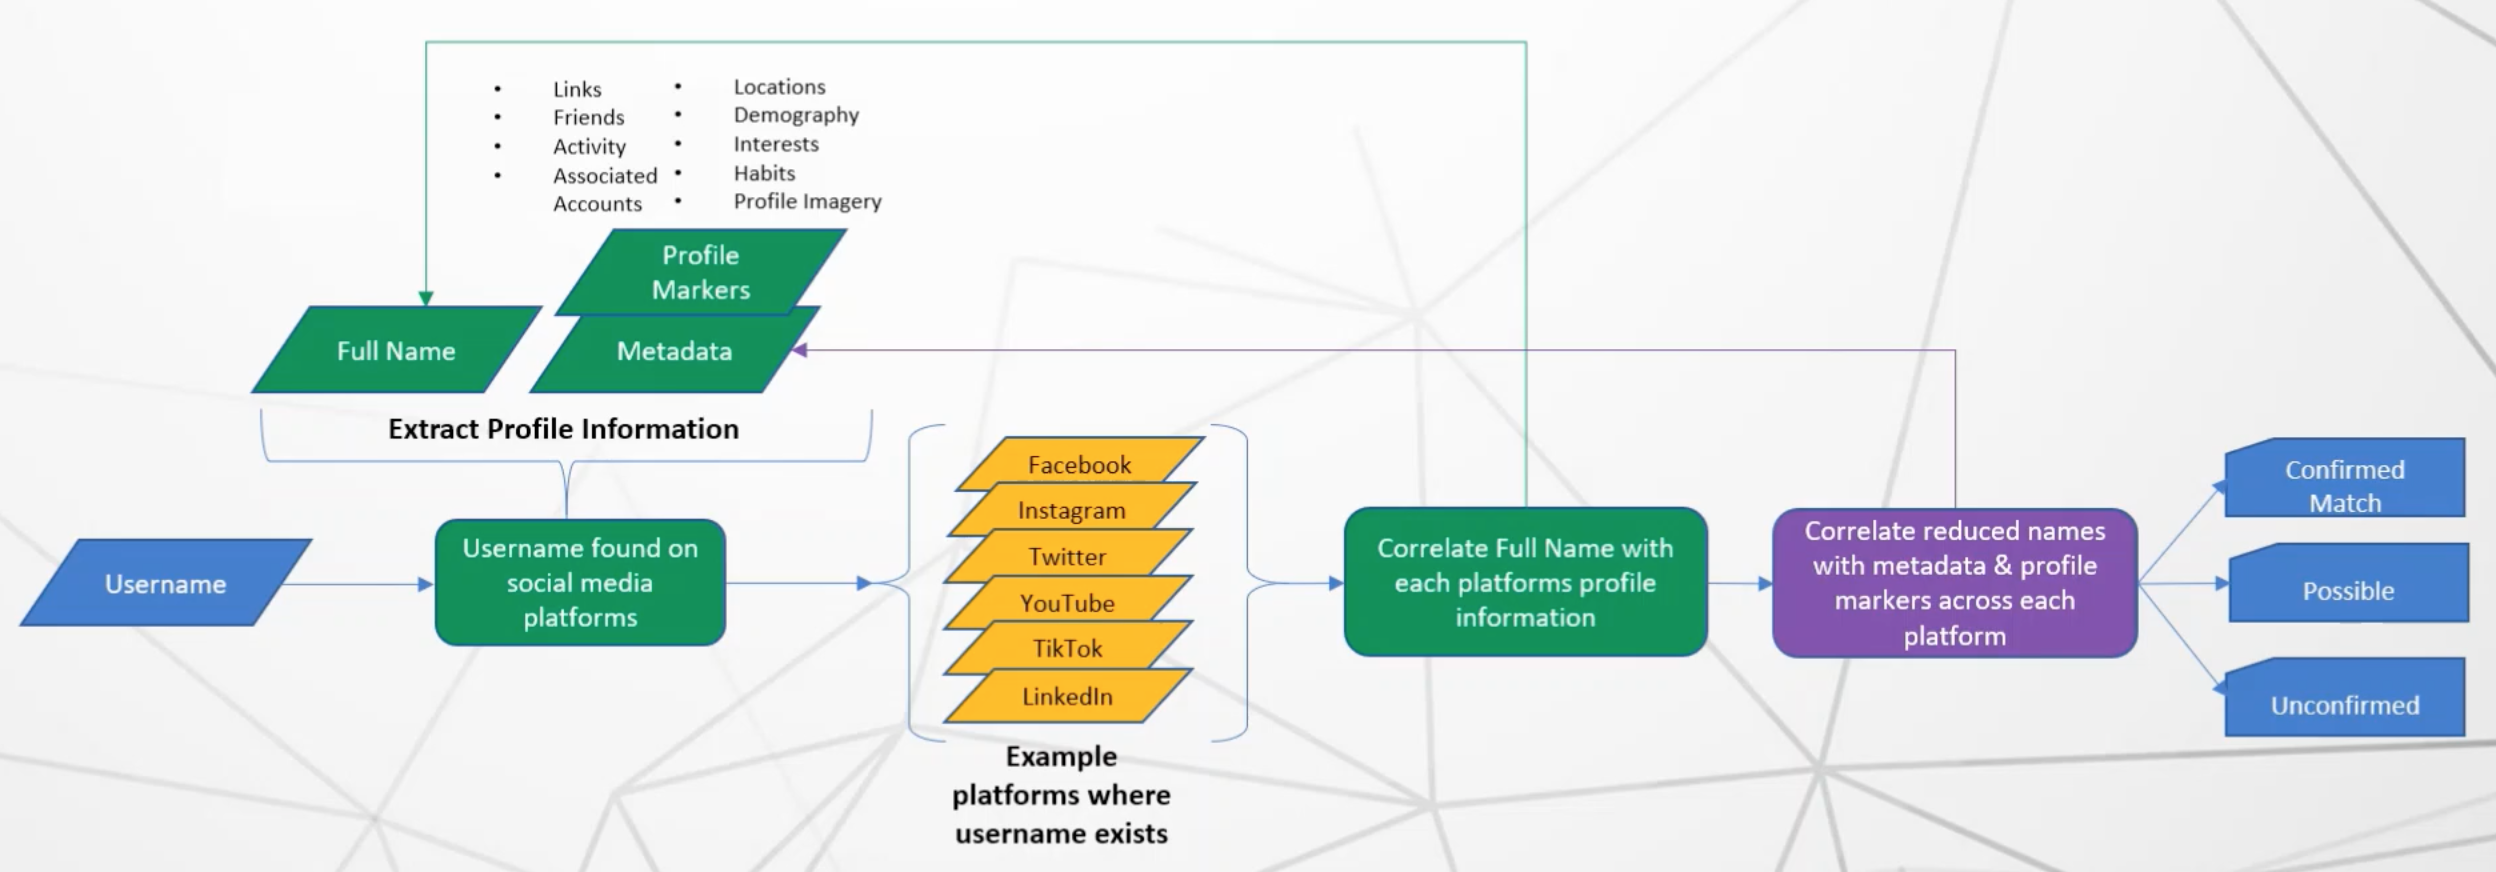 • Links
• Friends
• Activity
• Associated
Accounts
• Locations
• Demography
• Interests
• Habits
• Profile Imagery
Profile
Markers
Full Name
Metadata
Extract Profile Information
Username
Username found on
social media
platforms
Facebook
Instagram
Twitter
YouTube
TikTok
LinkedIn
Example
platforms where
username exists
Correlate Full Name with
each platforms profile
information
Correlate reduced names
with metadata & profile
markers across each
platform
Confirmed
Match
Possible
Unconfirmed